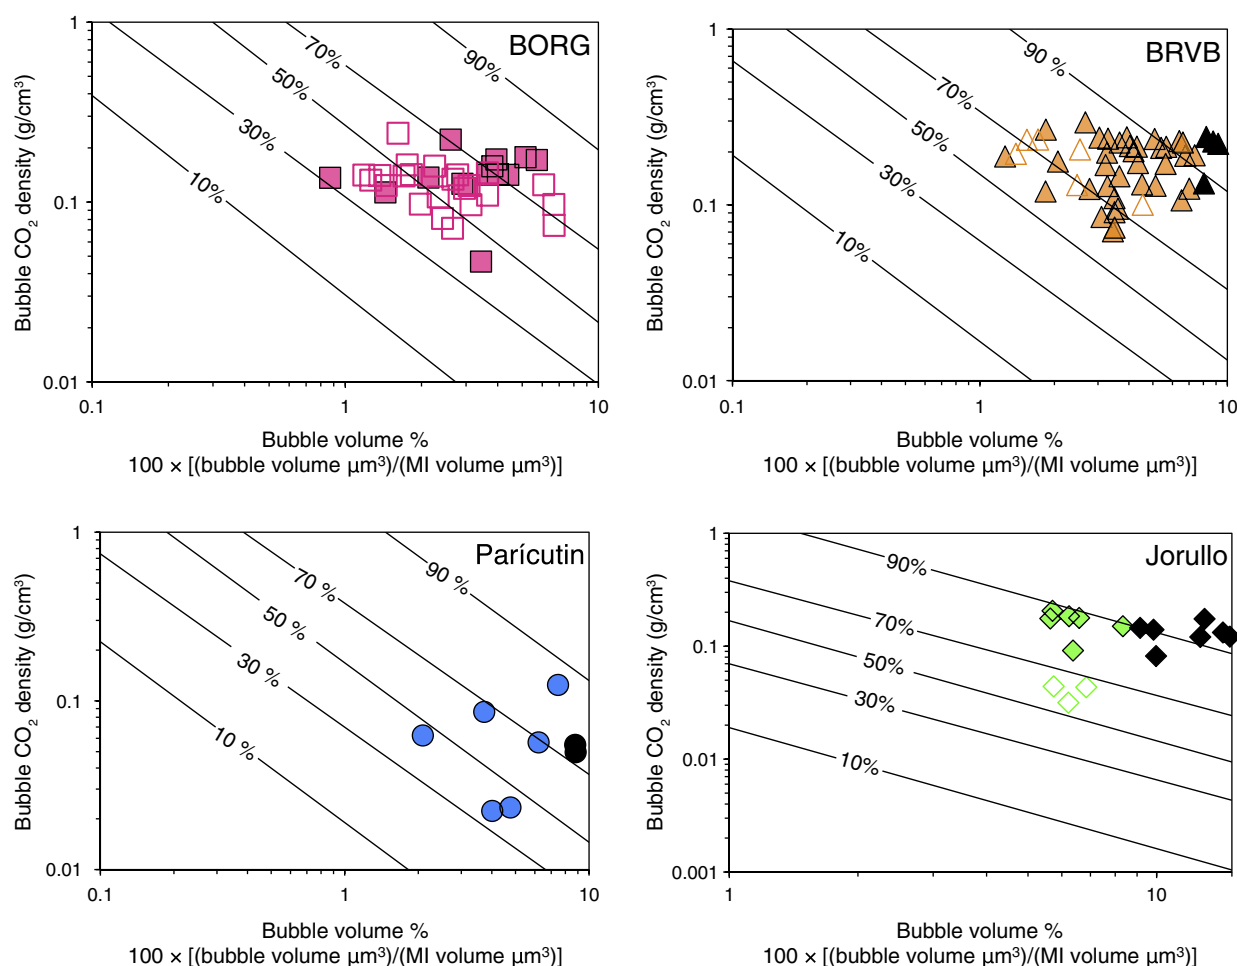 BORG
1
0.1
0.01
0.1
1
10
10%
30%
50%
70%
90%
Bubble CO₂ density (g/cm³)
Bubble volume %
100 × [(bubble volume µm³)/(MI volume µm³)]
BRVB
1
0.1
0.01
0.1
1
10
10%
30%
50%
70%
90 %
Bubble CO₂ density (g/cm³)
Bubble volume %
100 × [(bubble volume µm³)/(MI volume µm³)]
Parícutin
1
0.1
0.01
0.1
1
10
10 %
30 %
50 %
70 %
90 %
Bubble CO₂ density (g/cm³)
Bubble volume %
100 × [(bubble volume µm³)/(MI volume µm³)]
Jorullo
1
0.1
0.01
0.001
1
10
10%
30%
50%
70%
90%
Bubble CO₂ density (g/cm³)
Bubble volume %
100 × [(bubble volume µm³)/(MI volume µm³)]